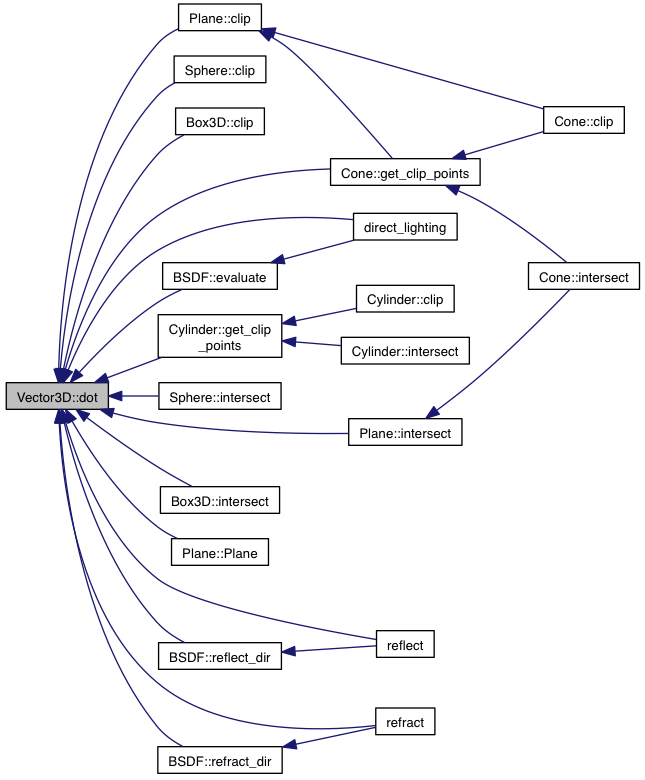 Plane::clip
Sphere::clip
Box3D::clip
Cone::clip
Cone::get_clip_points
direct_lighting
BSDF::evaluate
Cone::intersect
Cylinder::clip
Cylinder::get_clip
_points
Cylinder::intersect
Vector3D::dot
Sphere::intersect
Plane::intersect
Box3D::intersect
Plane::Plane
reflect
BSDF::reflect_dir
refract
BSDF::refract_dir